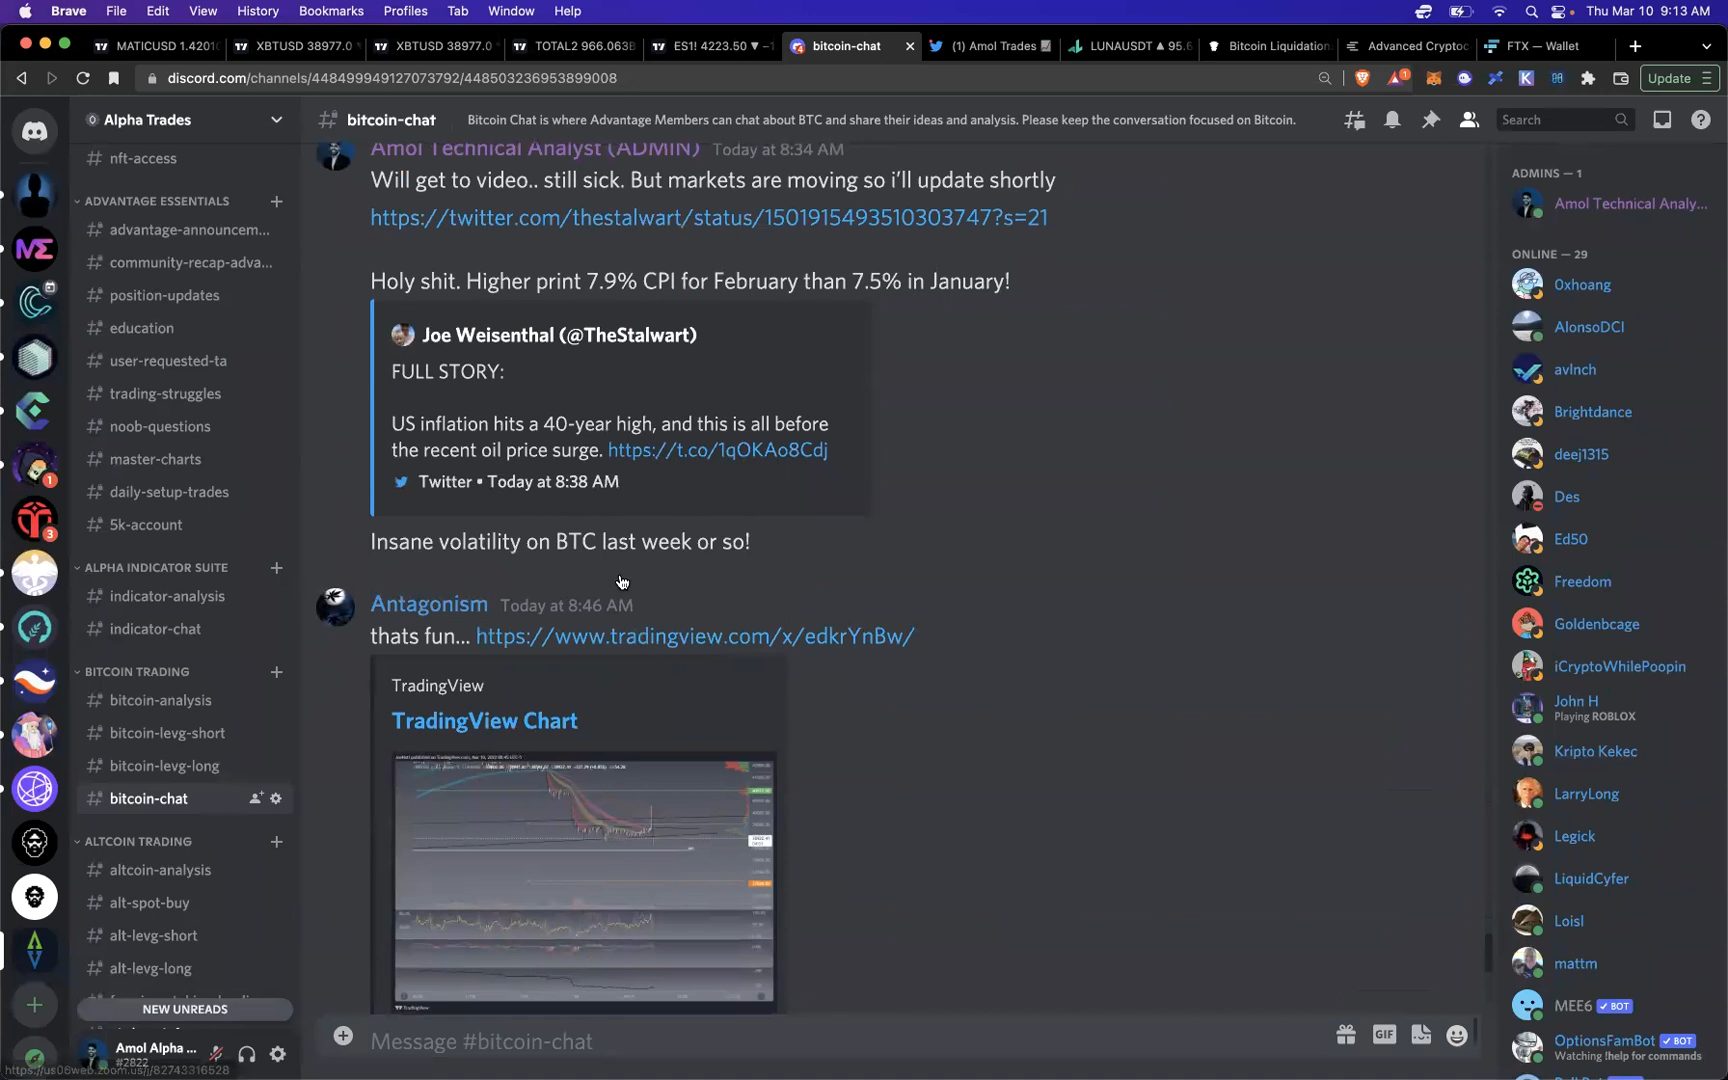 Brave File Edit View History Bookmarks Profiles Tab Window Help Thu Mar 10 9:13 AM
MATICUSD 1.4201 XBTUSD 38977.0 XBTUSD 38977.0 TOTAL2 966.063B ES1! 4223.50 ▼ −1 bitcoin-chat (1) Amol Trades LUNAUSDT ▲ 95.6 Bitcoin Liquidation Advanced Cryptoc FTX — Wallet
discord.com/channels/448499949127073792/448503236953899008 1 Update
Alpha Trades
# bitcoin-chat Bitcoin Chat is where Advantage Members can chat about BTC and share their ideas and analysis. Please keep the conversation focused on Bitcoin. Search
nft-access
ADVANTAGE ESSENTIALS
advantage-announcem...
community-recap-adva...
position-updates
education
user-requested-ta
trading-struggles
noob-questions
master-charts
daily-setup-trades
5k-account
ALPHA INDICATOR SUITE
indicator-analysis
indicator-chat
BITCOIN TRADING
bitcoin-analysis
bitcoin-levg-short
bitcoin-levg-long
bitcoin-chat
ALTCOIN TRADING
altcoin-analysis
alt-spot-buy
alt-levg-short
alt-levg-long
NEW UNREADS
Amol Alpha ...
#2822
https://us06web.zoom.us/j/82743316528
1
3
Amol Technical Analyst (ADMIN) Today at 8:34 AM
Will get to video.. still sick. But markets are moving so i'll update shortly
https://twitter.com/thestalwart/status/1501915493510303747?s=21
Holy shit. Higher print 7.9% CPI for February than 7.5% in January!
Joe Weisenthal (@TheStalwart)
FULL STORY:
US inflation hits a 40-year high, and this is all before
the recent oil price surge. https://t.co/1qOKAo8Cdj
Twitter • Today at 8:38 AM
Insane volatility on BTC last week or so!
Antagonism Today at 8:46 AM
thats fun... https://www.tradingview.com/x/edkrYnBw/
TradingView
TradingView Chart
TradingView
Message #bitcoin-chat
GIF
ADMINS — 1
Amol Technical Analy...
ONLINE — 29
0xhoang
AlonsoDCI
avlnch
Brightdance
deej1315
Des
Ed50
Freedom
Goldenbcage
iCryptoWhilePoopin
John H
Playing ROBLOX
Kripto Kekec
LarryLong
Legick
LiquidCyfer
Loisl
mattm
MEE6 ✓ BOT
OptionsFamBot ✓ BOT
Watching !help for commands